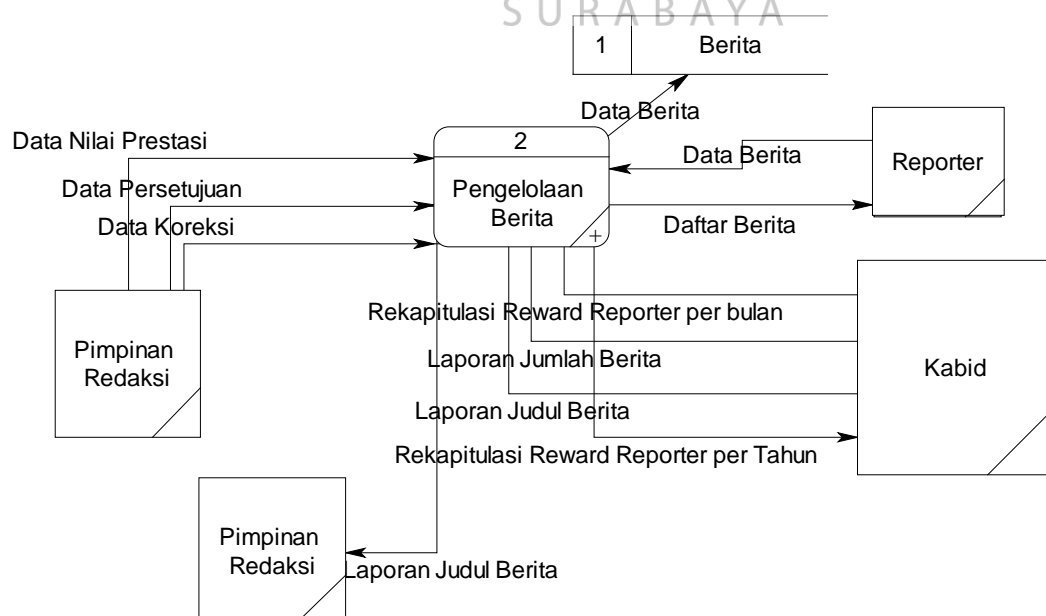 SURABAYA
1
Berita
Data Berita
Data Nilai Prestasi
2
Data Berita
Reporter
Data Persetujuan
Pengelolaan
Berita
Data Koreksi
Daftar Berita
+
Rekapitulasi Reward Reporter per bulan
Pimpinan
Redaksi
Laporan Jumlah Berita
Kabid
Laporan Judul Berita
Rekapitulasi Reward Reporter per Tahun
Pimpinan
Redaksi
Laporan Judul Berita